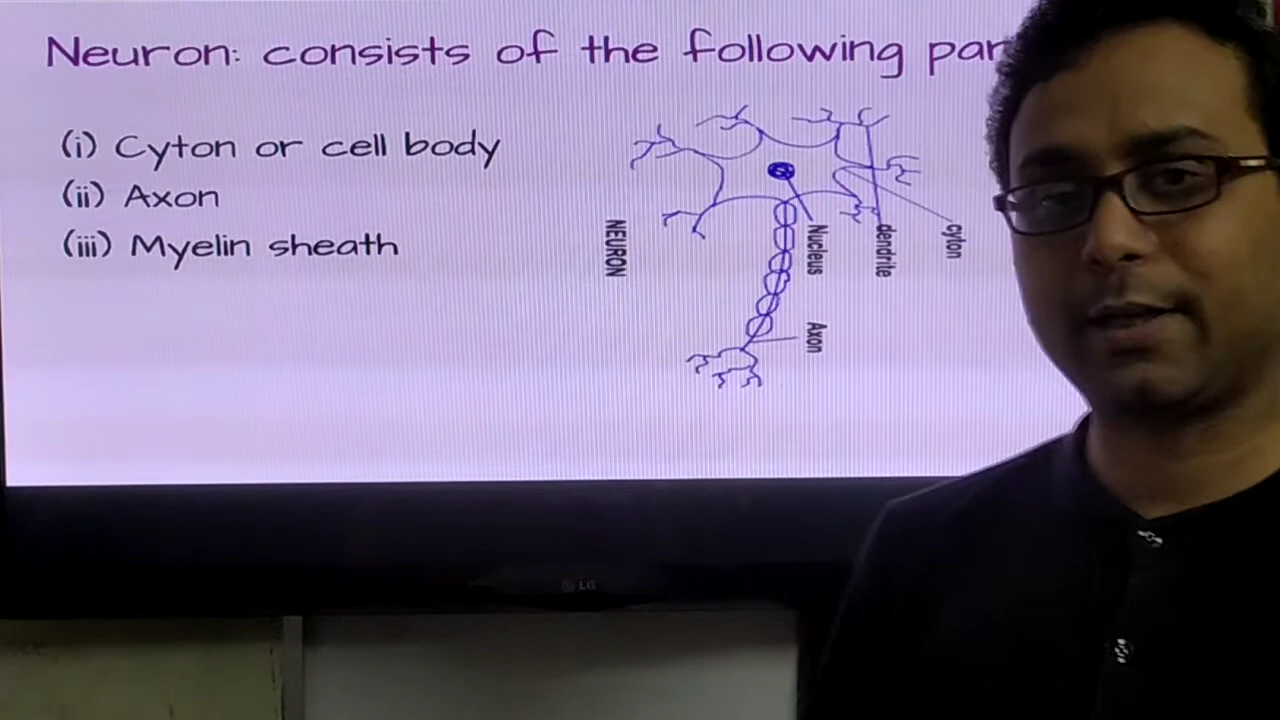 Neuron: consists of the following par
(i) Cyton or cell body
(ii) Axon
(iii) Myelin sheath
NEURON
Nucleus
dendrite
cyton
Axon
LG